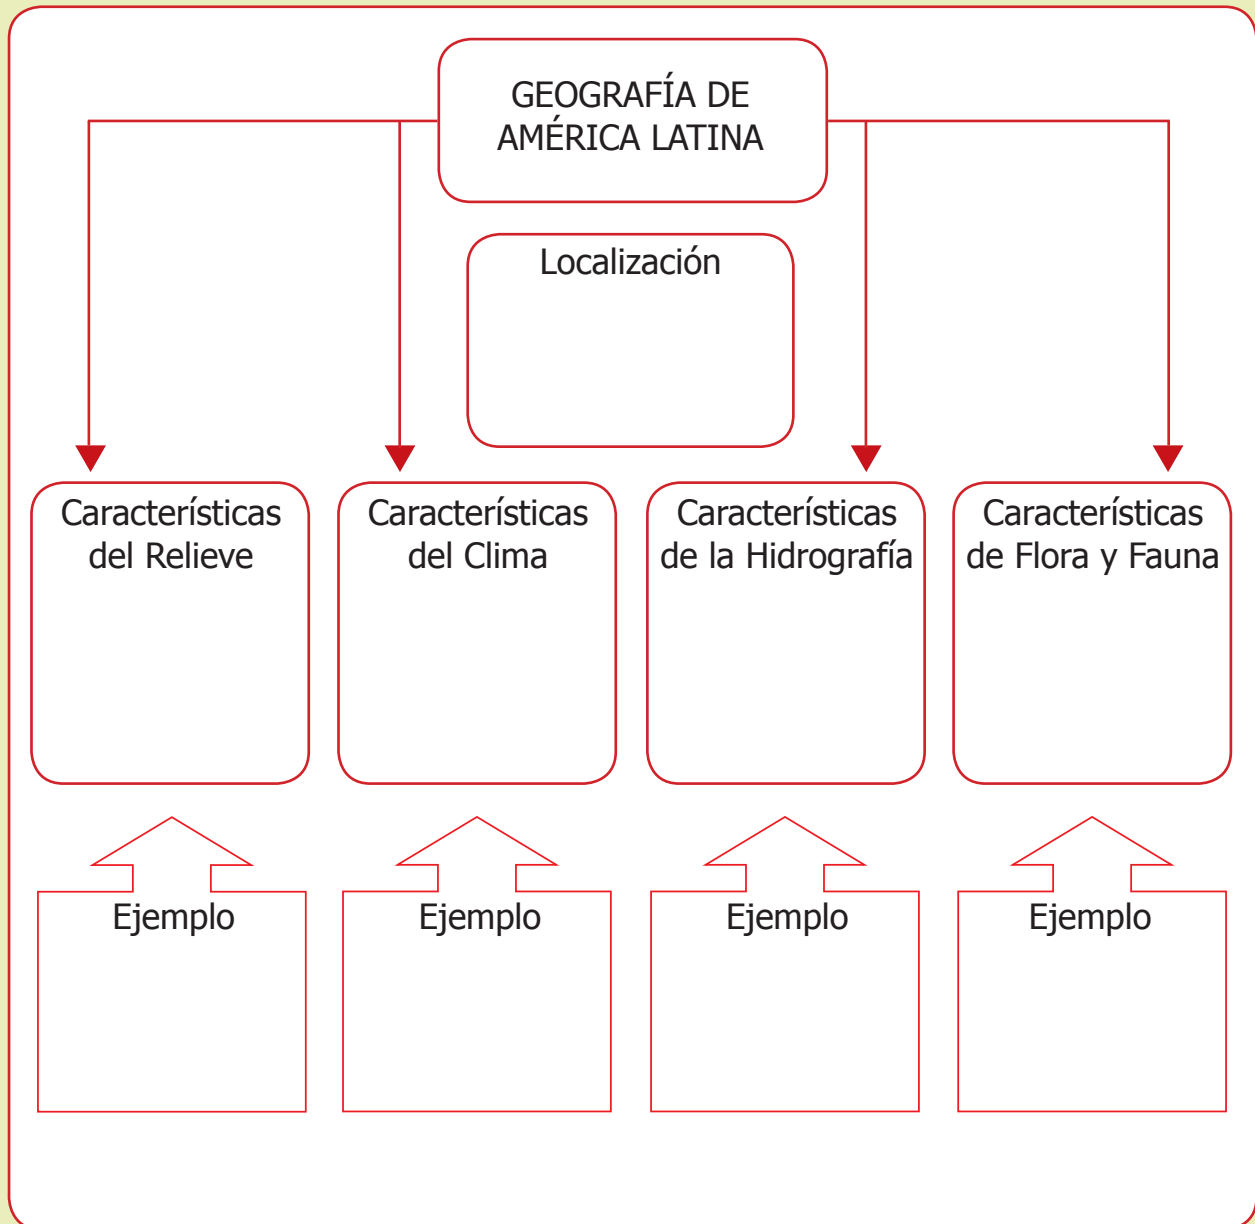 GEOGRAFÍA DE
AMÉRICA LATINA
Localización
Características
del Relieve
Características
del Clima
Características
de la Hidrografía
Características
de Flora y Fauna
Ejemplo
Ejemplo
Ejemplo
Ejemplo